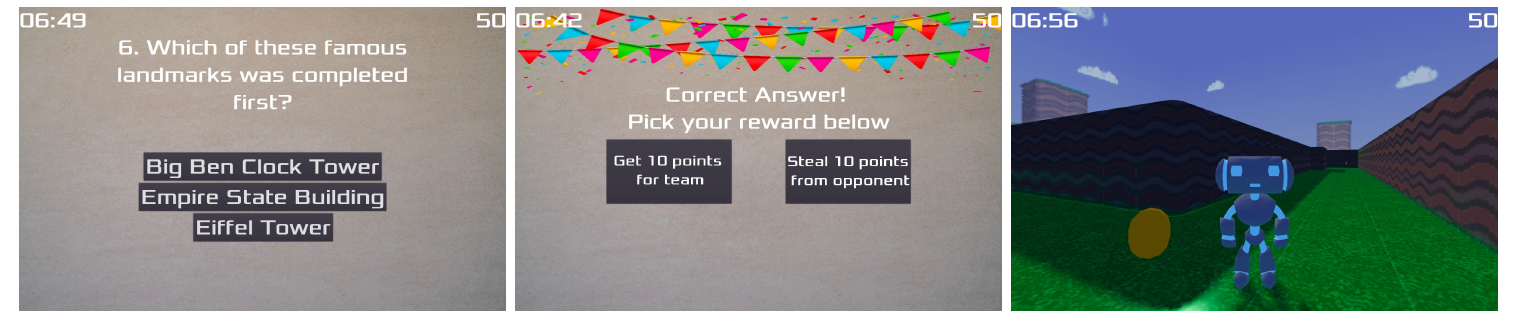 06:49
50
6. Which of these famous
landmarks was completed
first?
Big Ben Clock Tower
Empire State Building
Eiffel Tower
06:42
50
Correct Answer!
Pick your reward below
Get 10 points
for team
Steal 10 points
from opponent
06:56
50